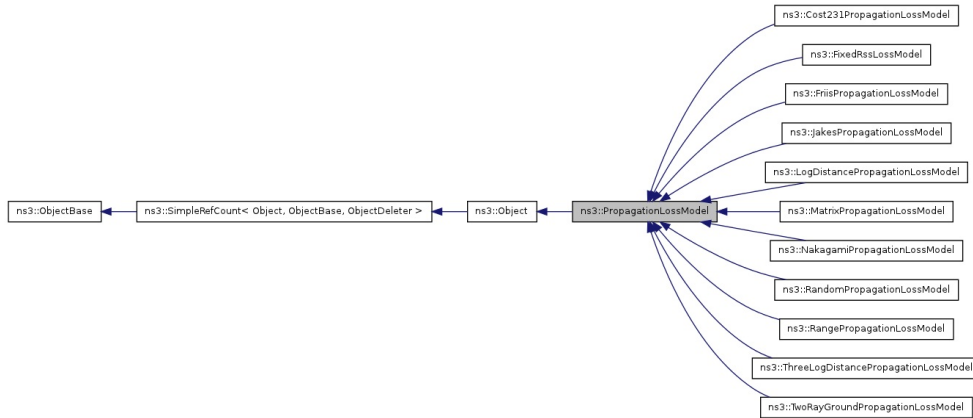 ns3::Cost231PropagationLossModel
ns3::FixedRssLossModel
ns3::FriisPropagationLossModel
ns3::JakesPropagationLossModel
ns3::LogDistancePropagationLossModel
ns3::ObjectBase
ns3::SimpleRefCount< Object, ObjectBase, ObjectDeleter >
ns3::Object
ns3::PropagationLossModel
ns3::MatrixPropagationLossModel
ns3::NakagamiPropagationLossModel
ns3::RandomPropagationLossModel
ns3::RangePropagationLossModel
ns3::ThreeLogDistancePropagationLossModel
ns3::TwoRayGroundPropagationLossModel